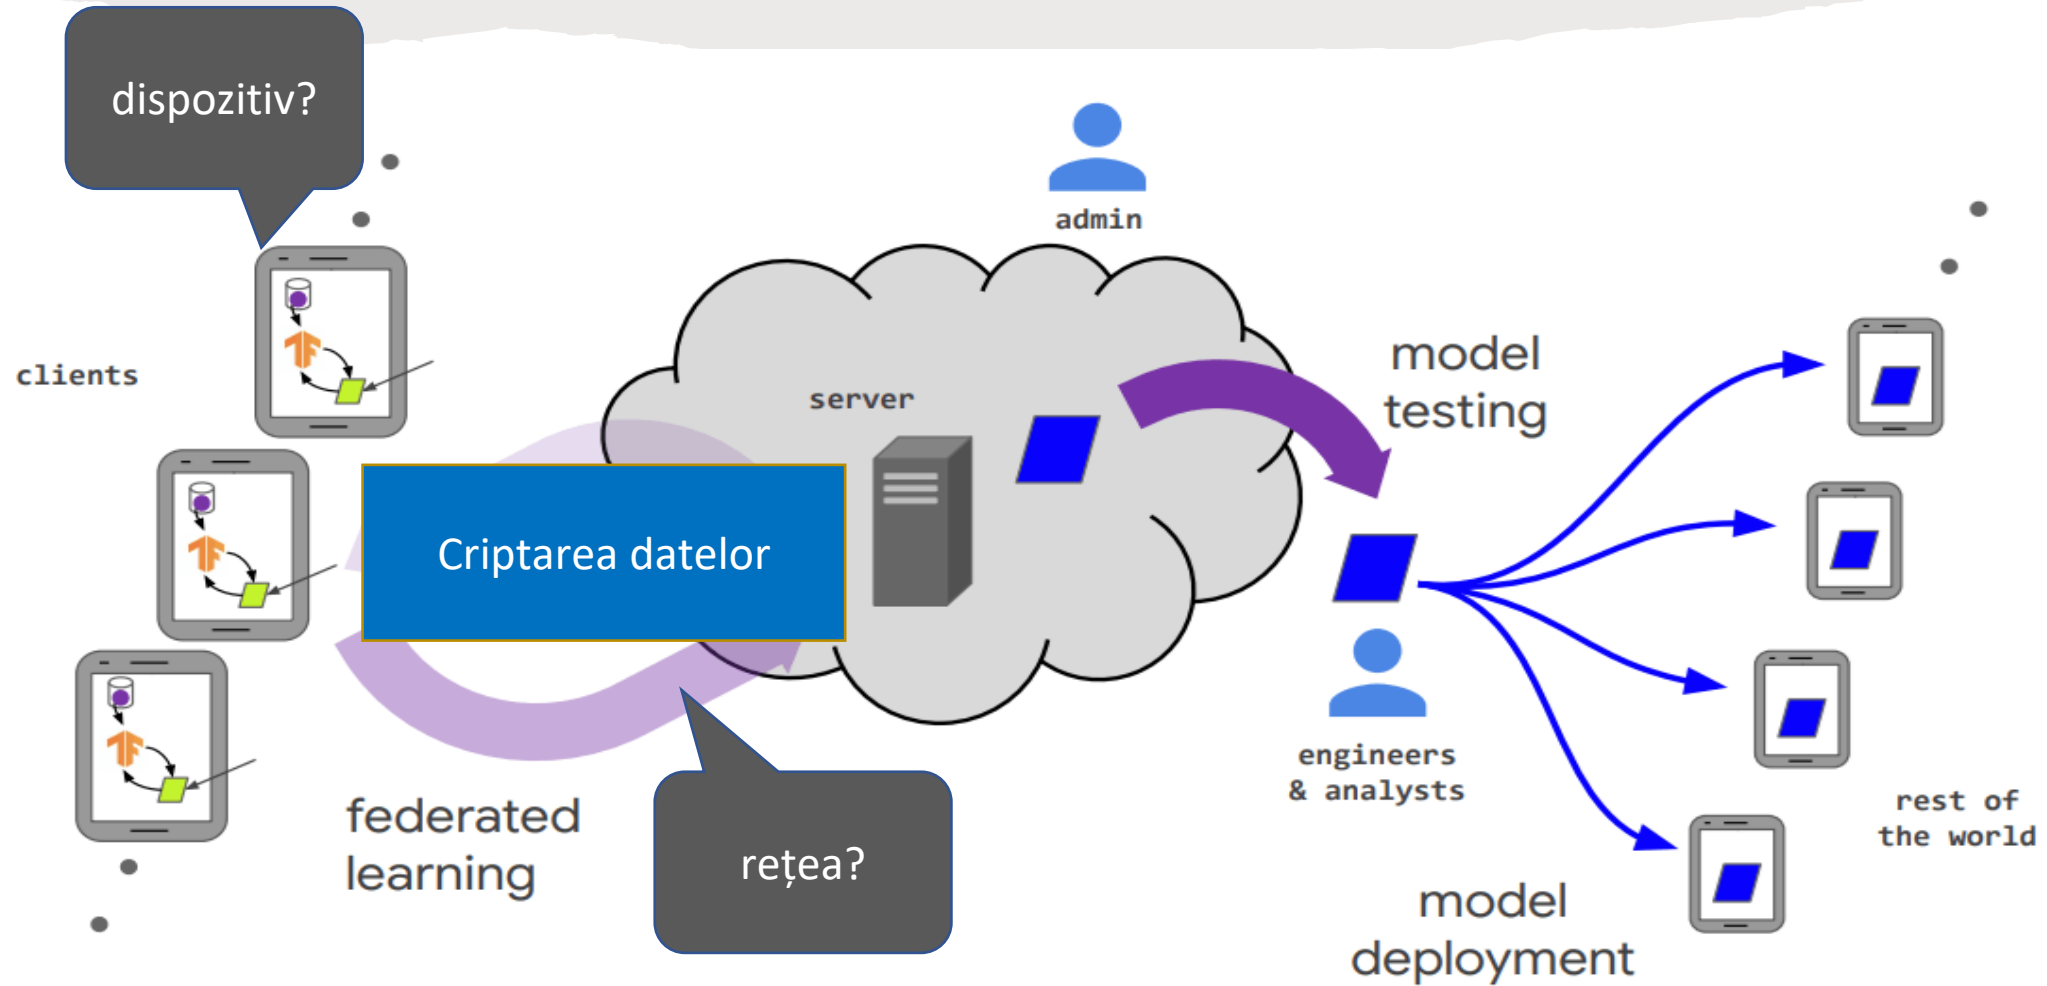 dispozitiv?
admin
clients
server
model
testing
Criptarea datelor
engineers
& analysts
federated
learning
rețea?
rest of
the world
model
deployment